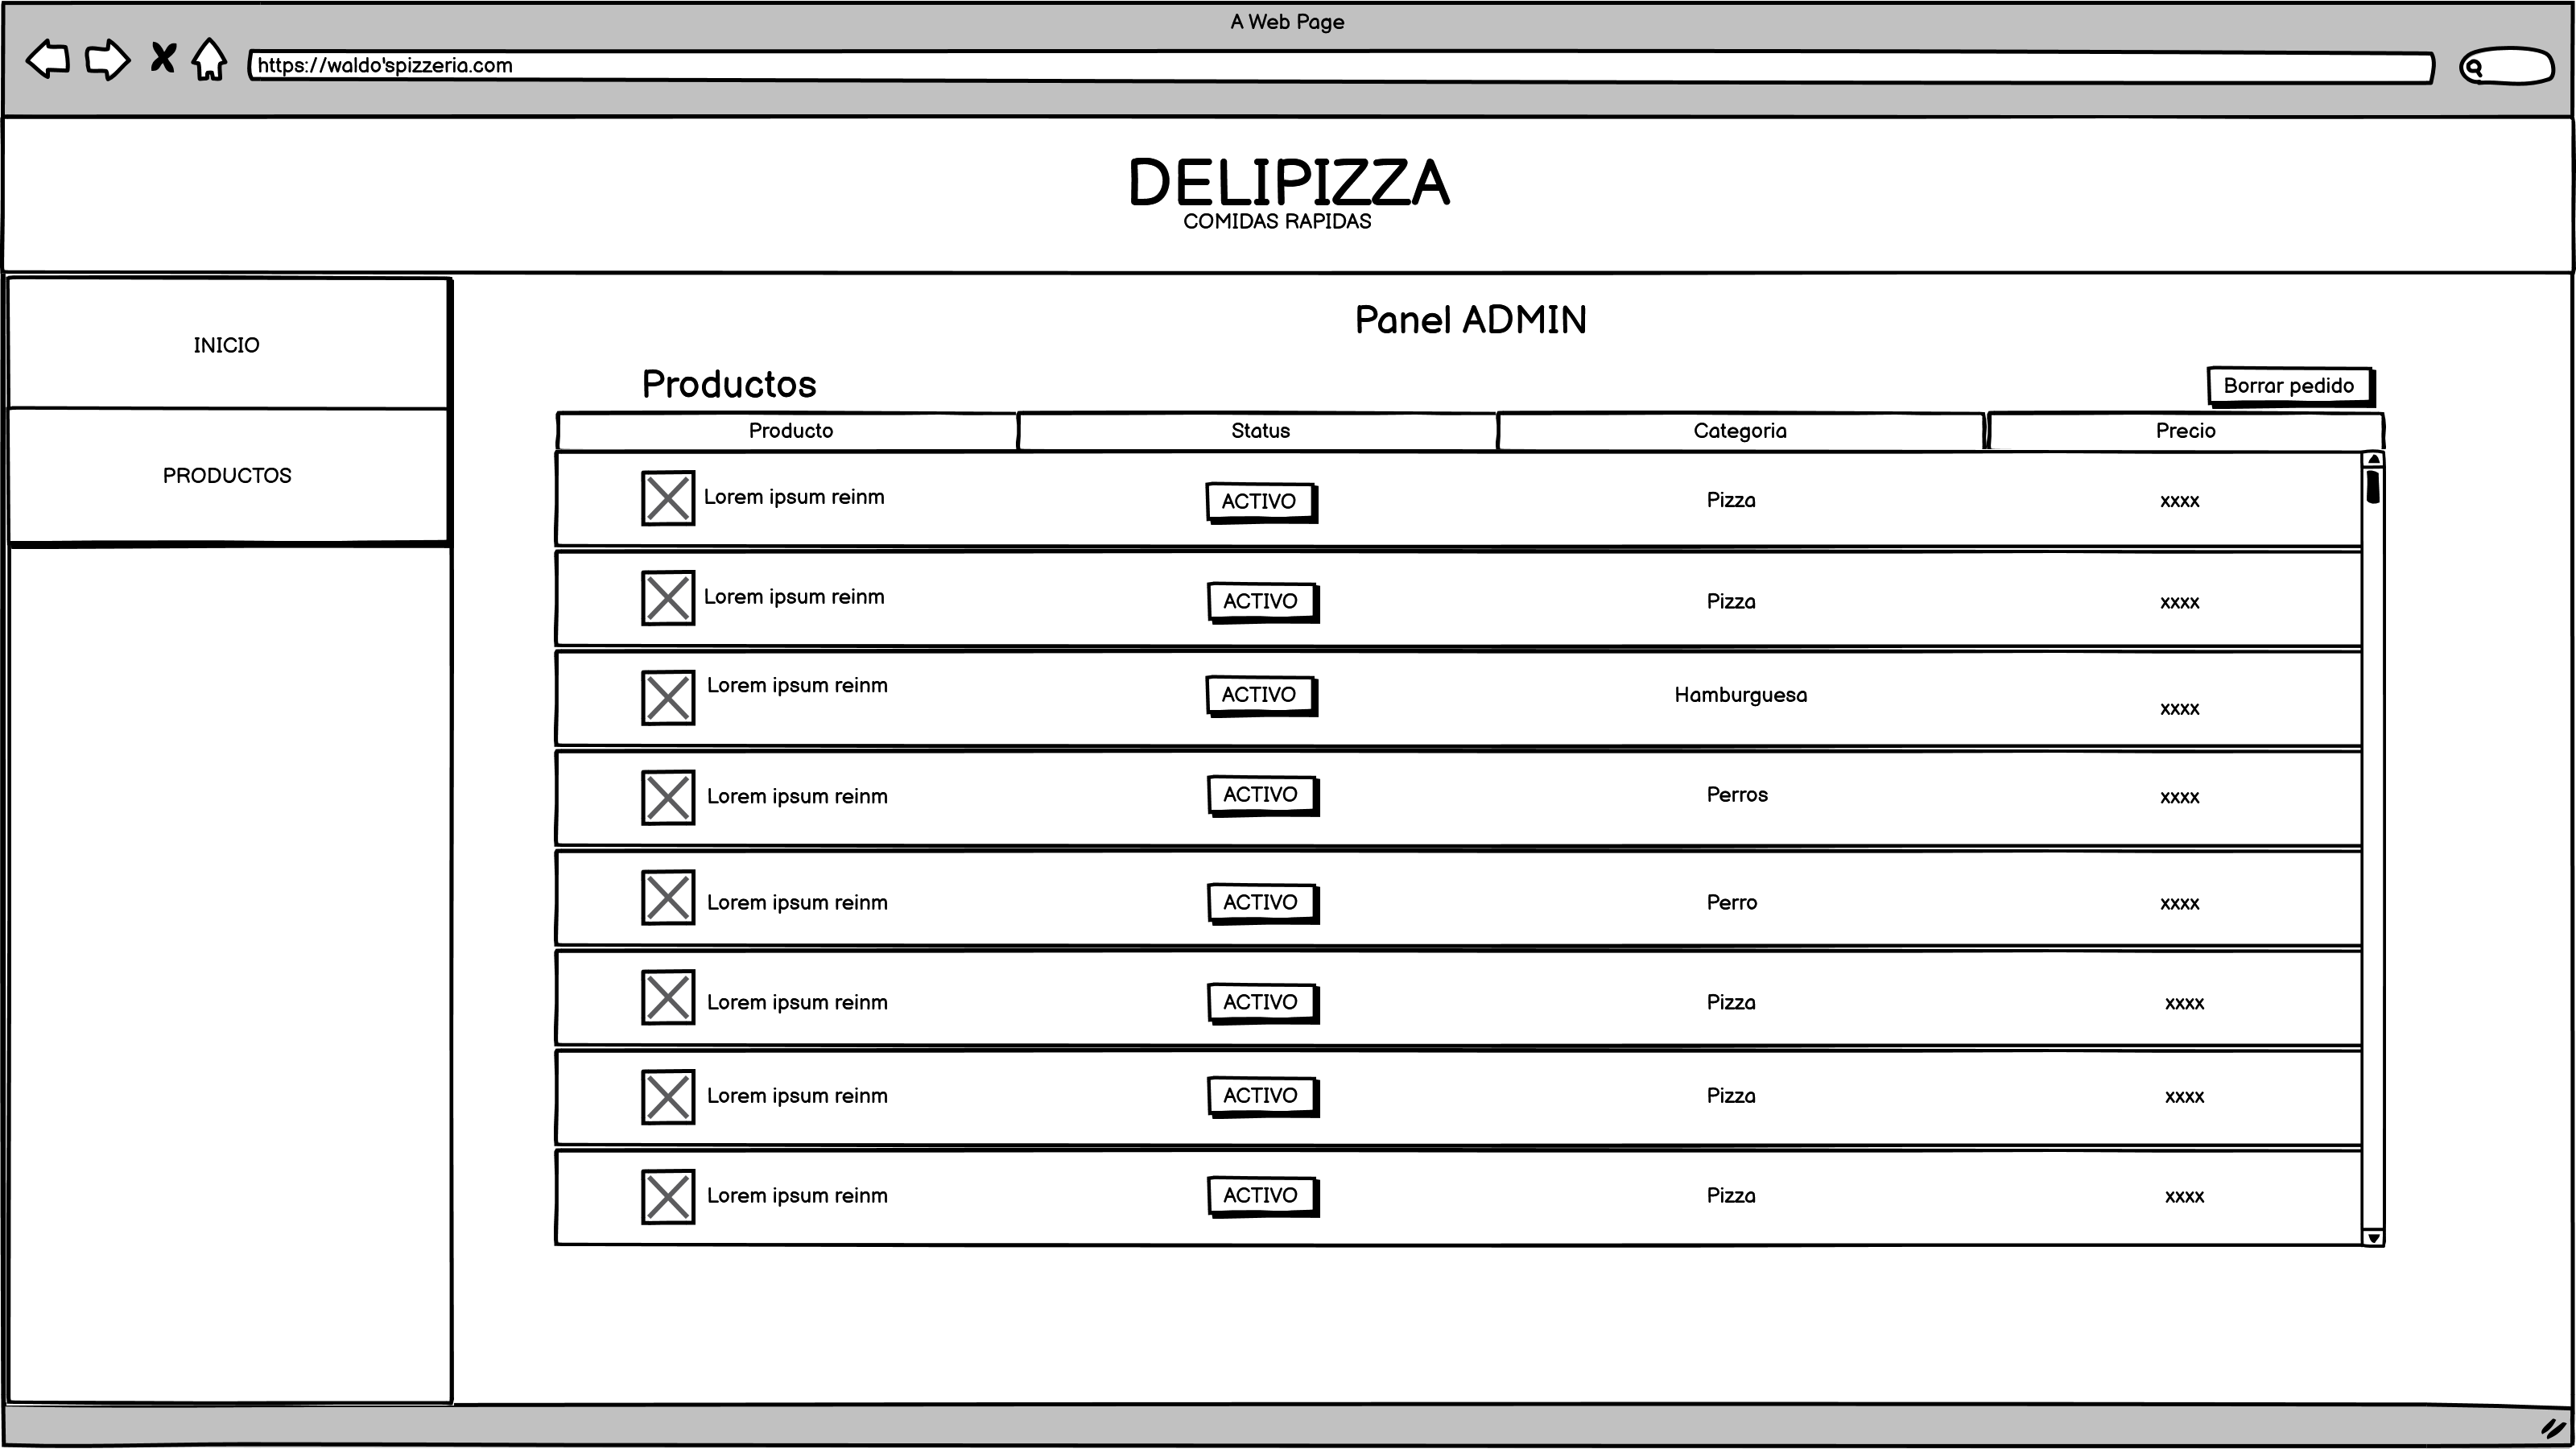 A Web Page
https://waldo'spizzeria.com
DELIPIZZA
COMIDAS RAPIDAS
INICIO
PRODUCTOS
Panel ADMIN
Productos
Borrar pedido
Producto Status Categoria Precio
Lorem ipsum reinm ACTIVO Pizza xxxx
Lorem ipsum reinm ACTIVO Pizza xxxx
Lorem ipsum reinm ACTIVO Hamburguesa xxxx
Lorem ipsum reinm ACTIVO Perros xxxx
Lorem ipsum reinm ACTIVO Perro xxxx
Lorem ipsum reinm ACTIVO Pizza xxxx
Lorem ipsum reinm ACTIVO Pizza xxxx
Lorem ipsum reinm ACTIVO Pizza xxxx